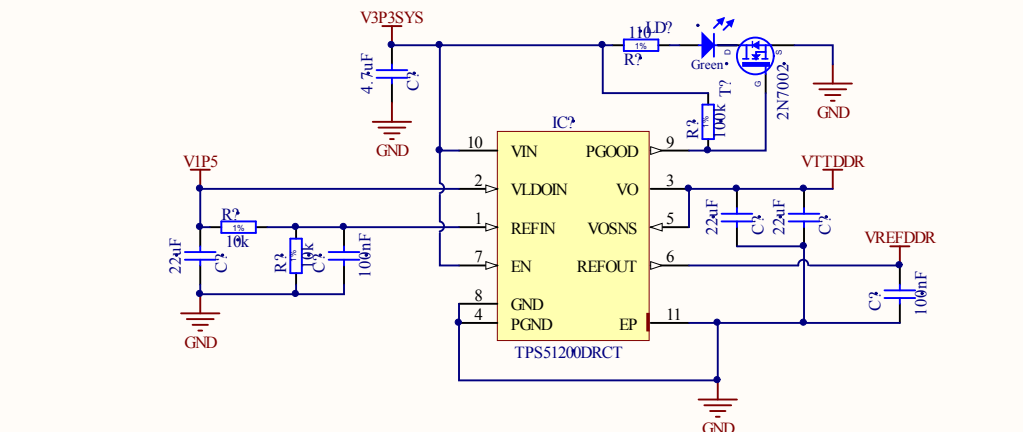 V3P3SYS
110
LD?
1%
R?
Green
D
S
G
T?
2N7002
GND
4.7uF
C?
GND
R?
1%
100k
IC?
10
VIN
PGOOD
9
V1P5
2
VLDOIN
VO
3
VTTDDR
1
REFIN
VOSNS
5
22uF
C?
22uF
C?
R?
1%
10k
22uF
C?
R?
1%
10k
C?
100nF
VREFDDR
7
EN
REFOUT
6
C?
100nF
8
GND
4
PGND
EP
11
GND
TPS51200DRCT
GND